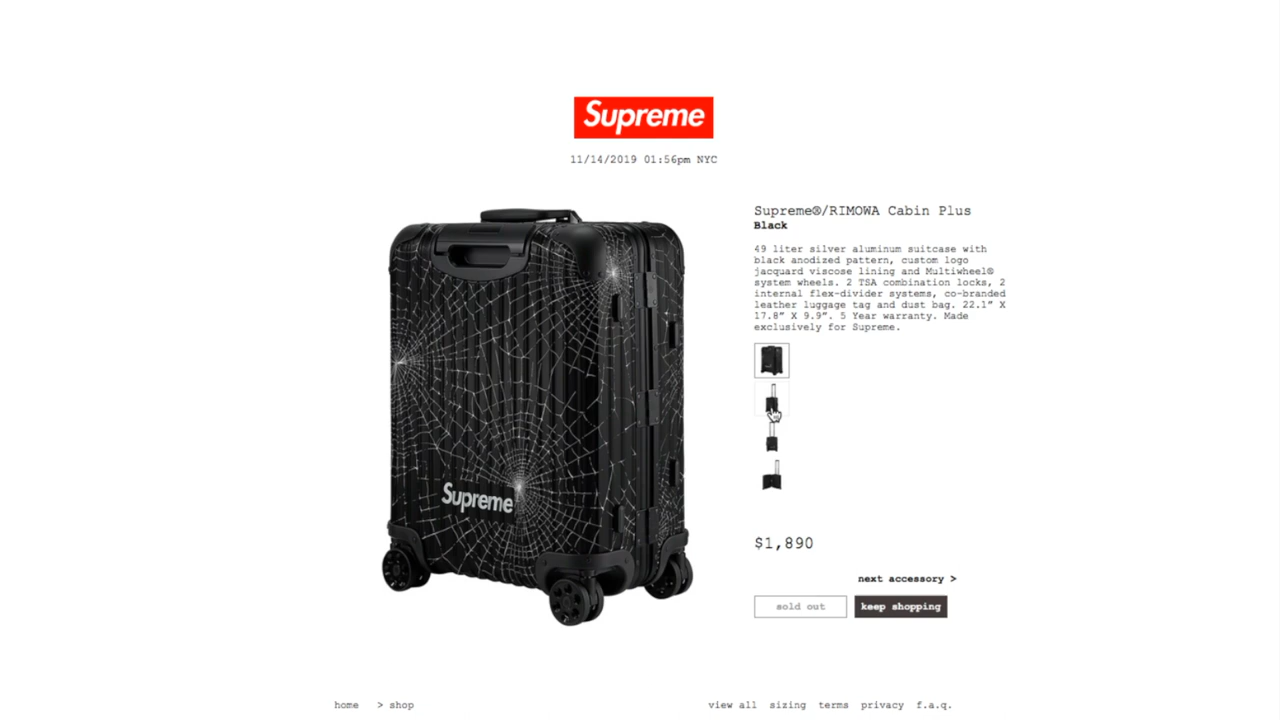 Supreme
11/14/2019 01:56pm NYC
Supreme®/RIMOWA Cabin Plus
Black
49 liter silver aluminum suitcase with
black anodized pattern, custom logo
jacquard viscose lining and Multiwheel®
system wheels. 2 TSA combination locks, 2
internal flex-divider systems, co-branded
leather luggage tag and dust bag. 22.1” X
17.8” X 9.9”. 5 Year warranty. Made
exclusively for Supreme.
Supreme
$1,890
next accessory >
sold out keep shopping
home > shop view all sizing terms privacy f.a.q.